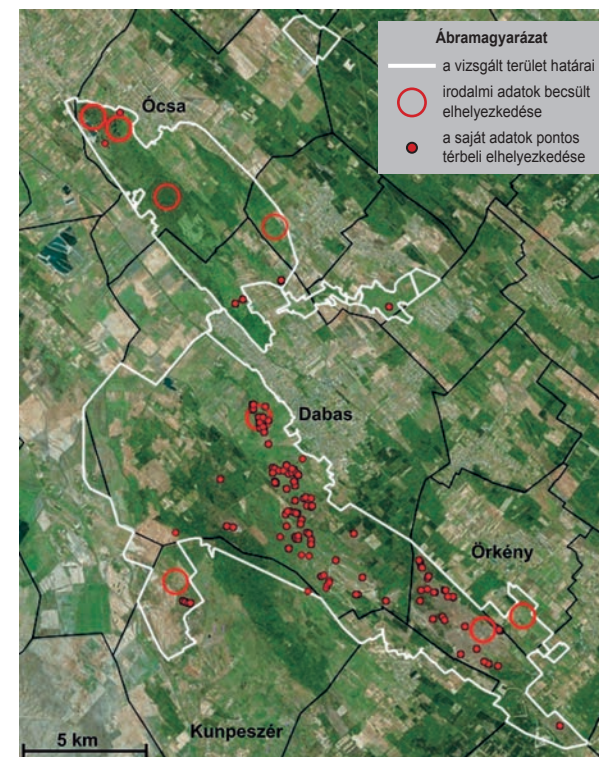 Ábramagyarázat
a vizsgált terület határai
irodalmi adatok becsült
elhelyezkedése
a saját adatok pontos
térbeli elhelyezkedése
Ócsa
Dabas
Örkény
Kunpeszér
5 km